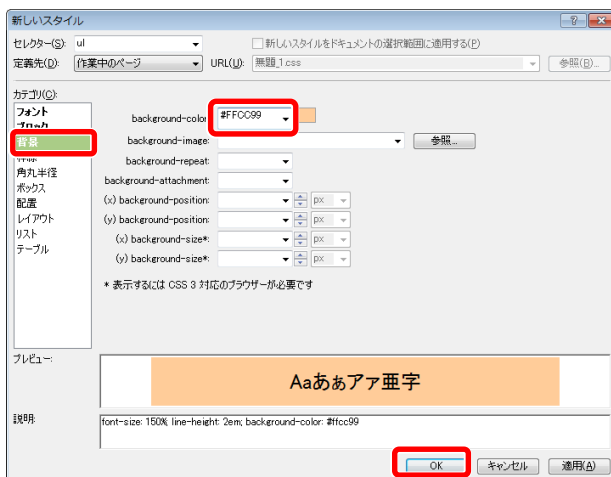 新しいスタイル
セレクター(S): ul 新しいスタイルをドキュメントの選択範囲に適用する(P)
定義先(D): 作業中のページ URL(U): 無題_1.css 参照(B)...
カテゴリ(C):
フォント
ブロック
背景
枠線
角丸半径
ボックス
配置
レイアウト
リスト
テーブル
background-color: #FFCC99
background-image: 参照...
background-repeat:
background-attachment:
(x) background-position: px
(y) background-position: px
(x) background-size*: px
(y) background-size*: px
* 表示するには CSS 3 対応のブラウザーが必要です
プレビュー:
Aaあぁアァ亜字
説明:
font-size: 150%; line-height: 2em; background-color: #ffcc99
OK キャンセル 適用(A)